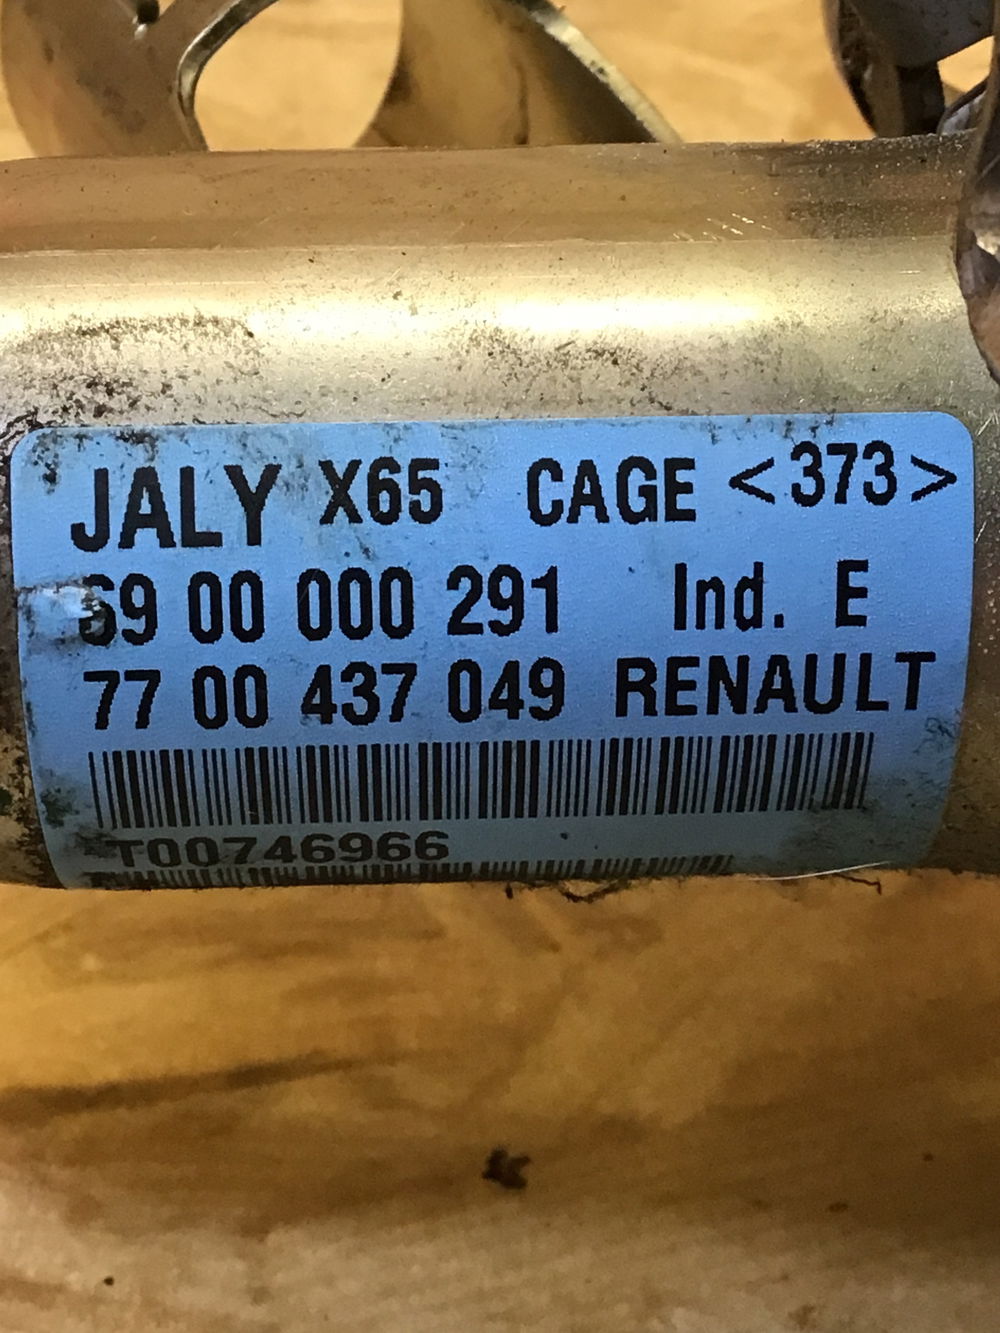 JALY X65 CAGE <373>
69 00 000 291 Ind. E
77 00 437 049 RENAULT
T00746966